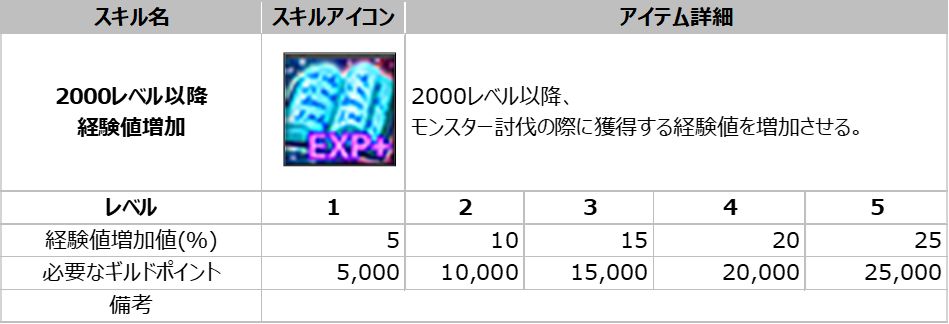 スキル名 スキルアイコン アイテム詳細
2000レベル以降
経験値増加
EXP+
2000レベル以降、
モンスター討伐の際に獲得する経験値を増加させる。
レベル 1 2 3 4 5
経験値増加値(%) 5 10 15 20 25
必要なギルドポイント 5,000 10,000 15,000 20,000 25,000
備考